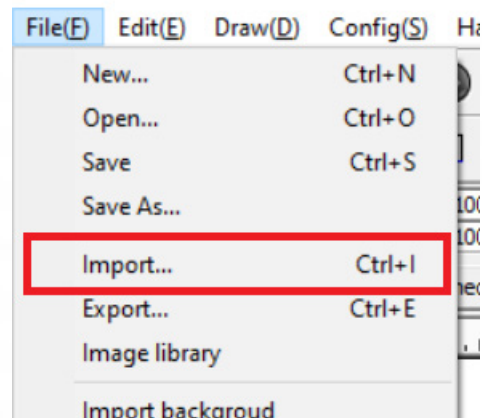 File(F) Edit(E) Draw(D) Config(S)
New... Ctrl+N
Open... Ctrl+O
Save Ctrl+S
Save As...
Import... Ctrl+I
Export... Ctrl+E
Image library
Import backgroud